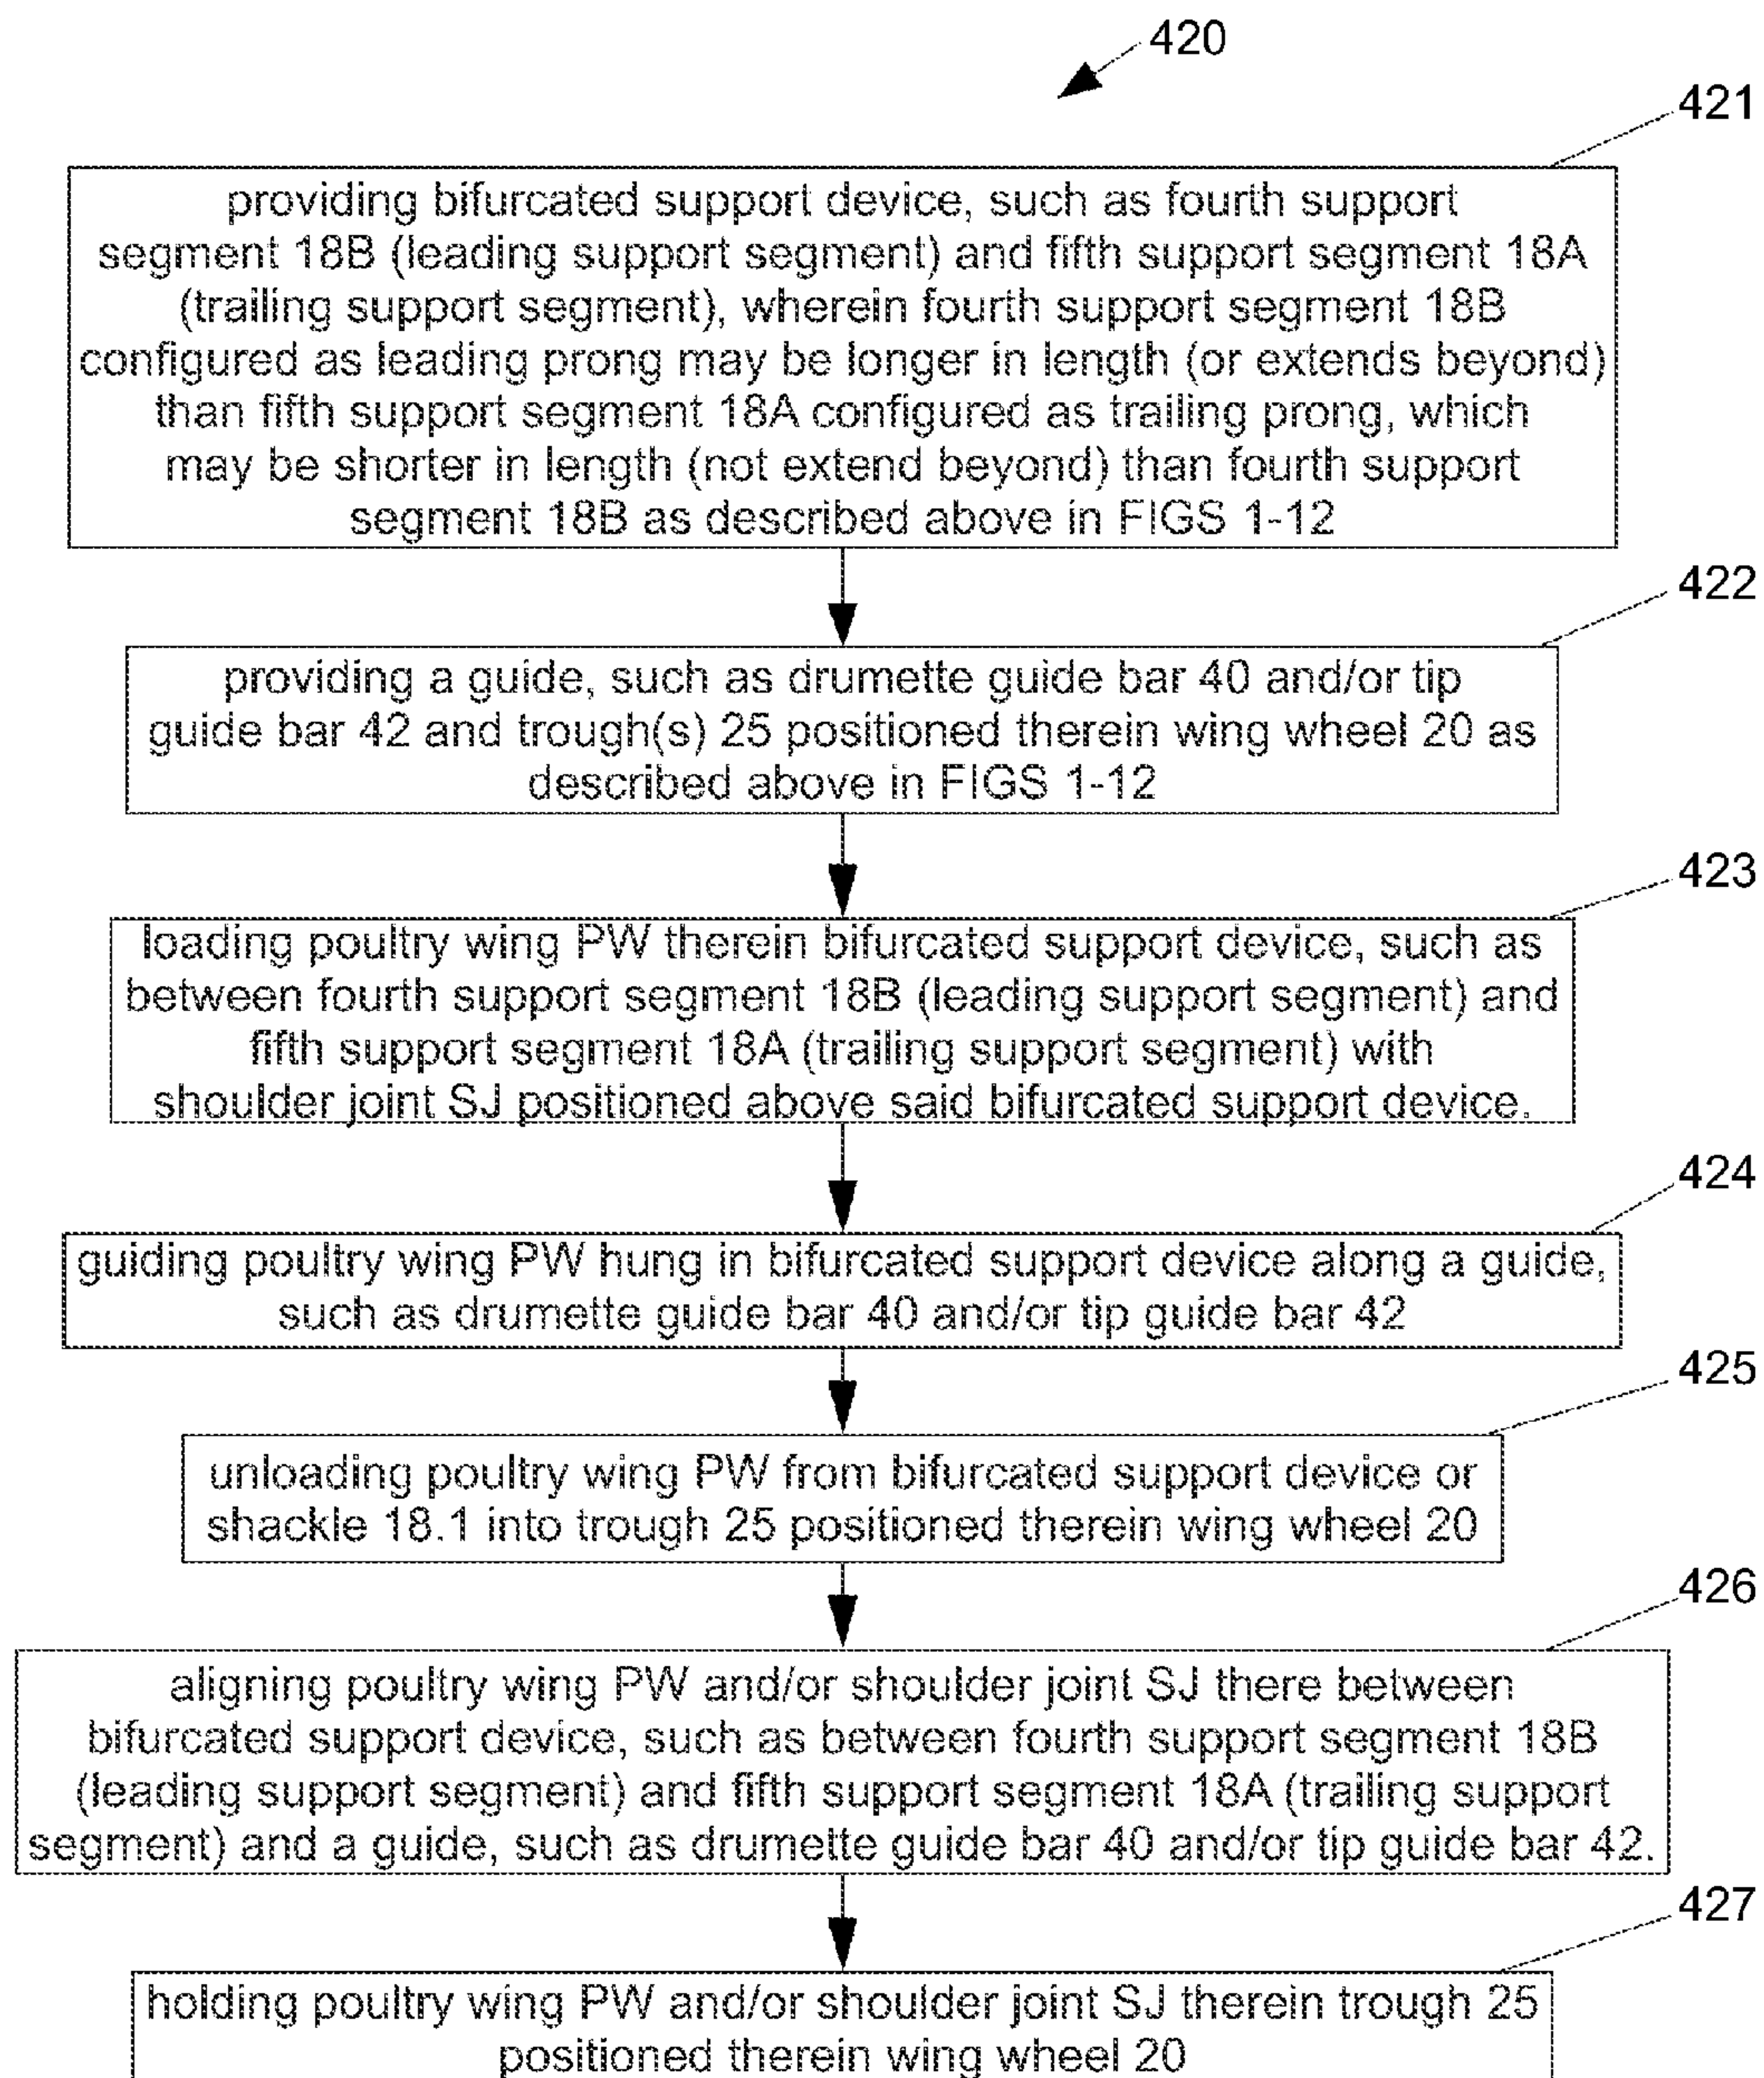 420
421
providing bifurcated support device, such as fourth support
segment 18B (leading support segment) and fifth support segment 18A
(trailing support segment), wherein fourth support segment 18B
configured as leading prong may be longer in length (or extends beyond)
than fifth support segment 18A configured as trailing prong, which
may be shorter in length (not extend beyond) than fourth support
segment 18B as described above in FIGS 1-12
422
providing a guide, such as drumette guide bar 40 and/or tip
guide bar 42 and trough(s) 25 positioned therein wing wheel 20 as
described above in FIGS 1-12
423
loading poultry wing PW therein bifurcated support device, such as
between fourth support segment 18B (leading support segment) and
fifth support segment 18A (trailing support segment) with
shoulder joint SJ positioned above said bifurcated support device.
424
guiding poultry wing PW hung in bifurcated support device along a guide,
such as drumette guide bar 40 and/or tip guide bar 42
425
unloading poultry wing PW from bifurcated support device or
shackle 18.1 into trough 25 positioned therein wing wheel 20
426
aligning poultry wing PW and/or shoulder joint SJ there between
bifurcated support device, such as between fourth support segment 18B
(leading support segment) and fifth support segment 18A (trailing support
segment) and a guide, such as drumette guide bar 40 and/or tip guide bar 42.
427
holding poultry wing PW and/or shoulder joint SJ therein trough 25
positioned therein wing wheel 20